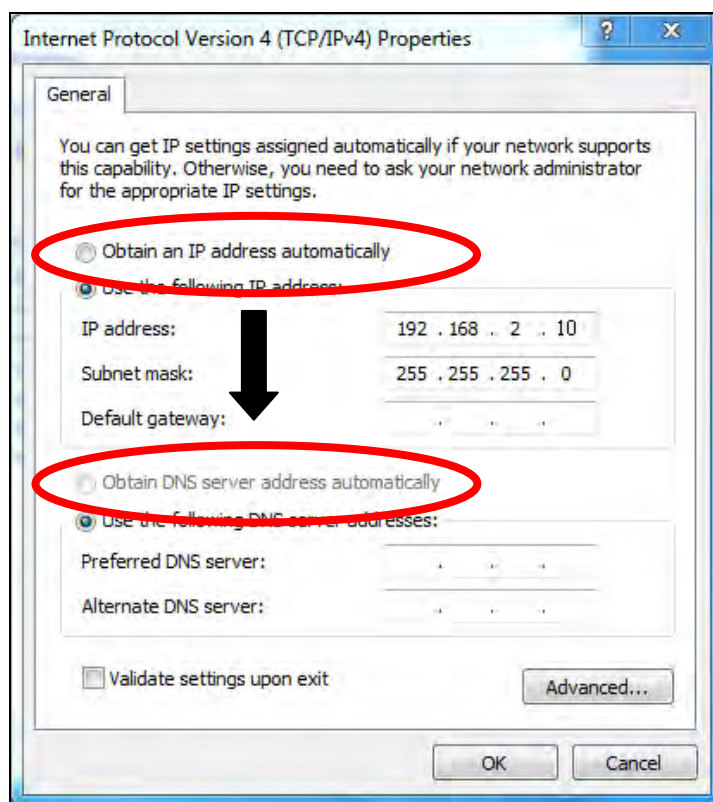 Internet Protocol Version 4 (TCP/IPv4) Properties
General
You can get IP settings assigned automatically if your network supports
this capability. Otherwise, you need to ask your network administrator
for the appropriate IP settings.
Obtain an IP address automatically
Use the following IP address:
IP address: 192 . 168 . 2 . 10
Subnet mask: 255 . 255 . 255 . 0
Default gateway: . . .
Obtain DNS server address automatically
Use the following DNS server addresses:
Preferred DNS server: . . .
Alternate DNS server: . . .
Validate settings upon exit
Advanced...
OK Cancel